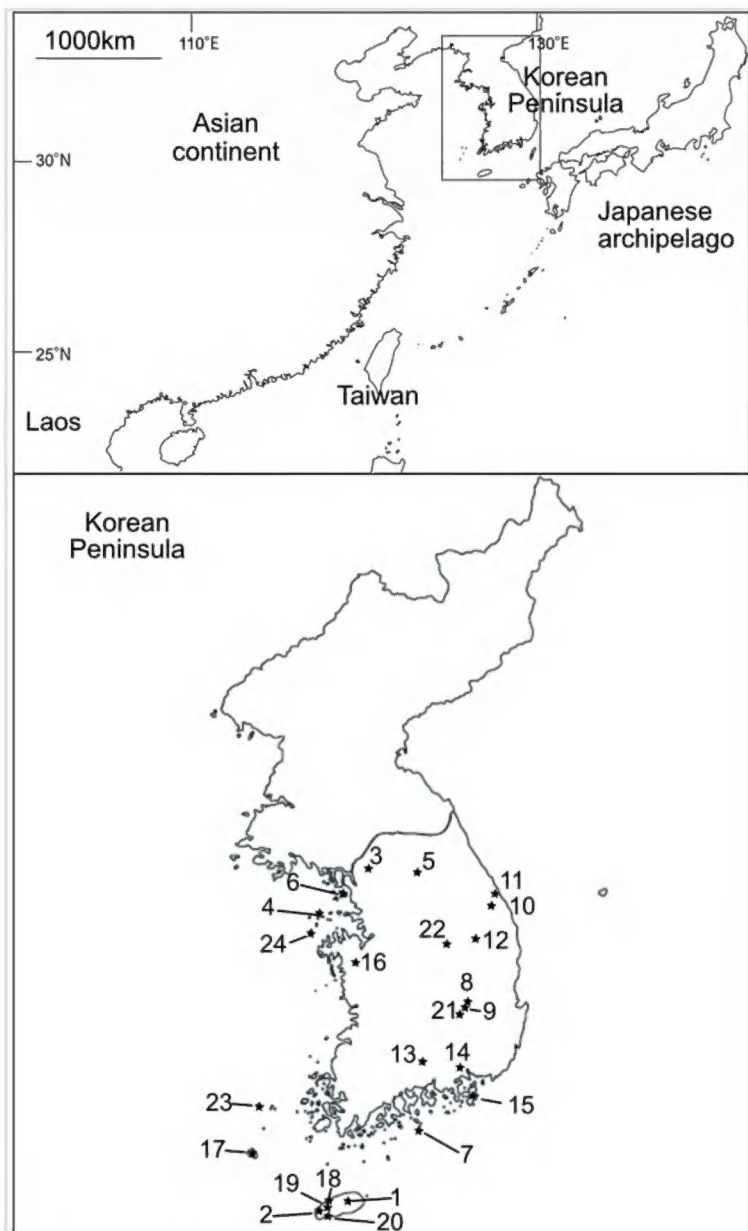 1000km
110°E
130°E
Korean
Peninsula
Asian
continent
30°N
Japanese
archipelago
25°N
Taiwan
Laos
Korean
Peninsula
3
5
6
11
4
10
22
12
24
16
8
21
9
13
14
23
15
17
7
19
18
1
2
20